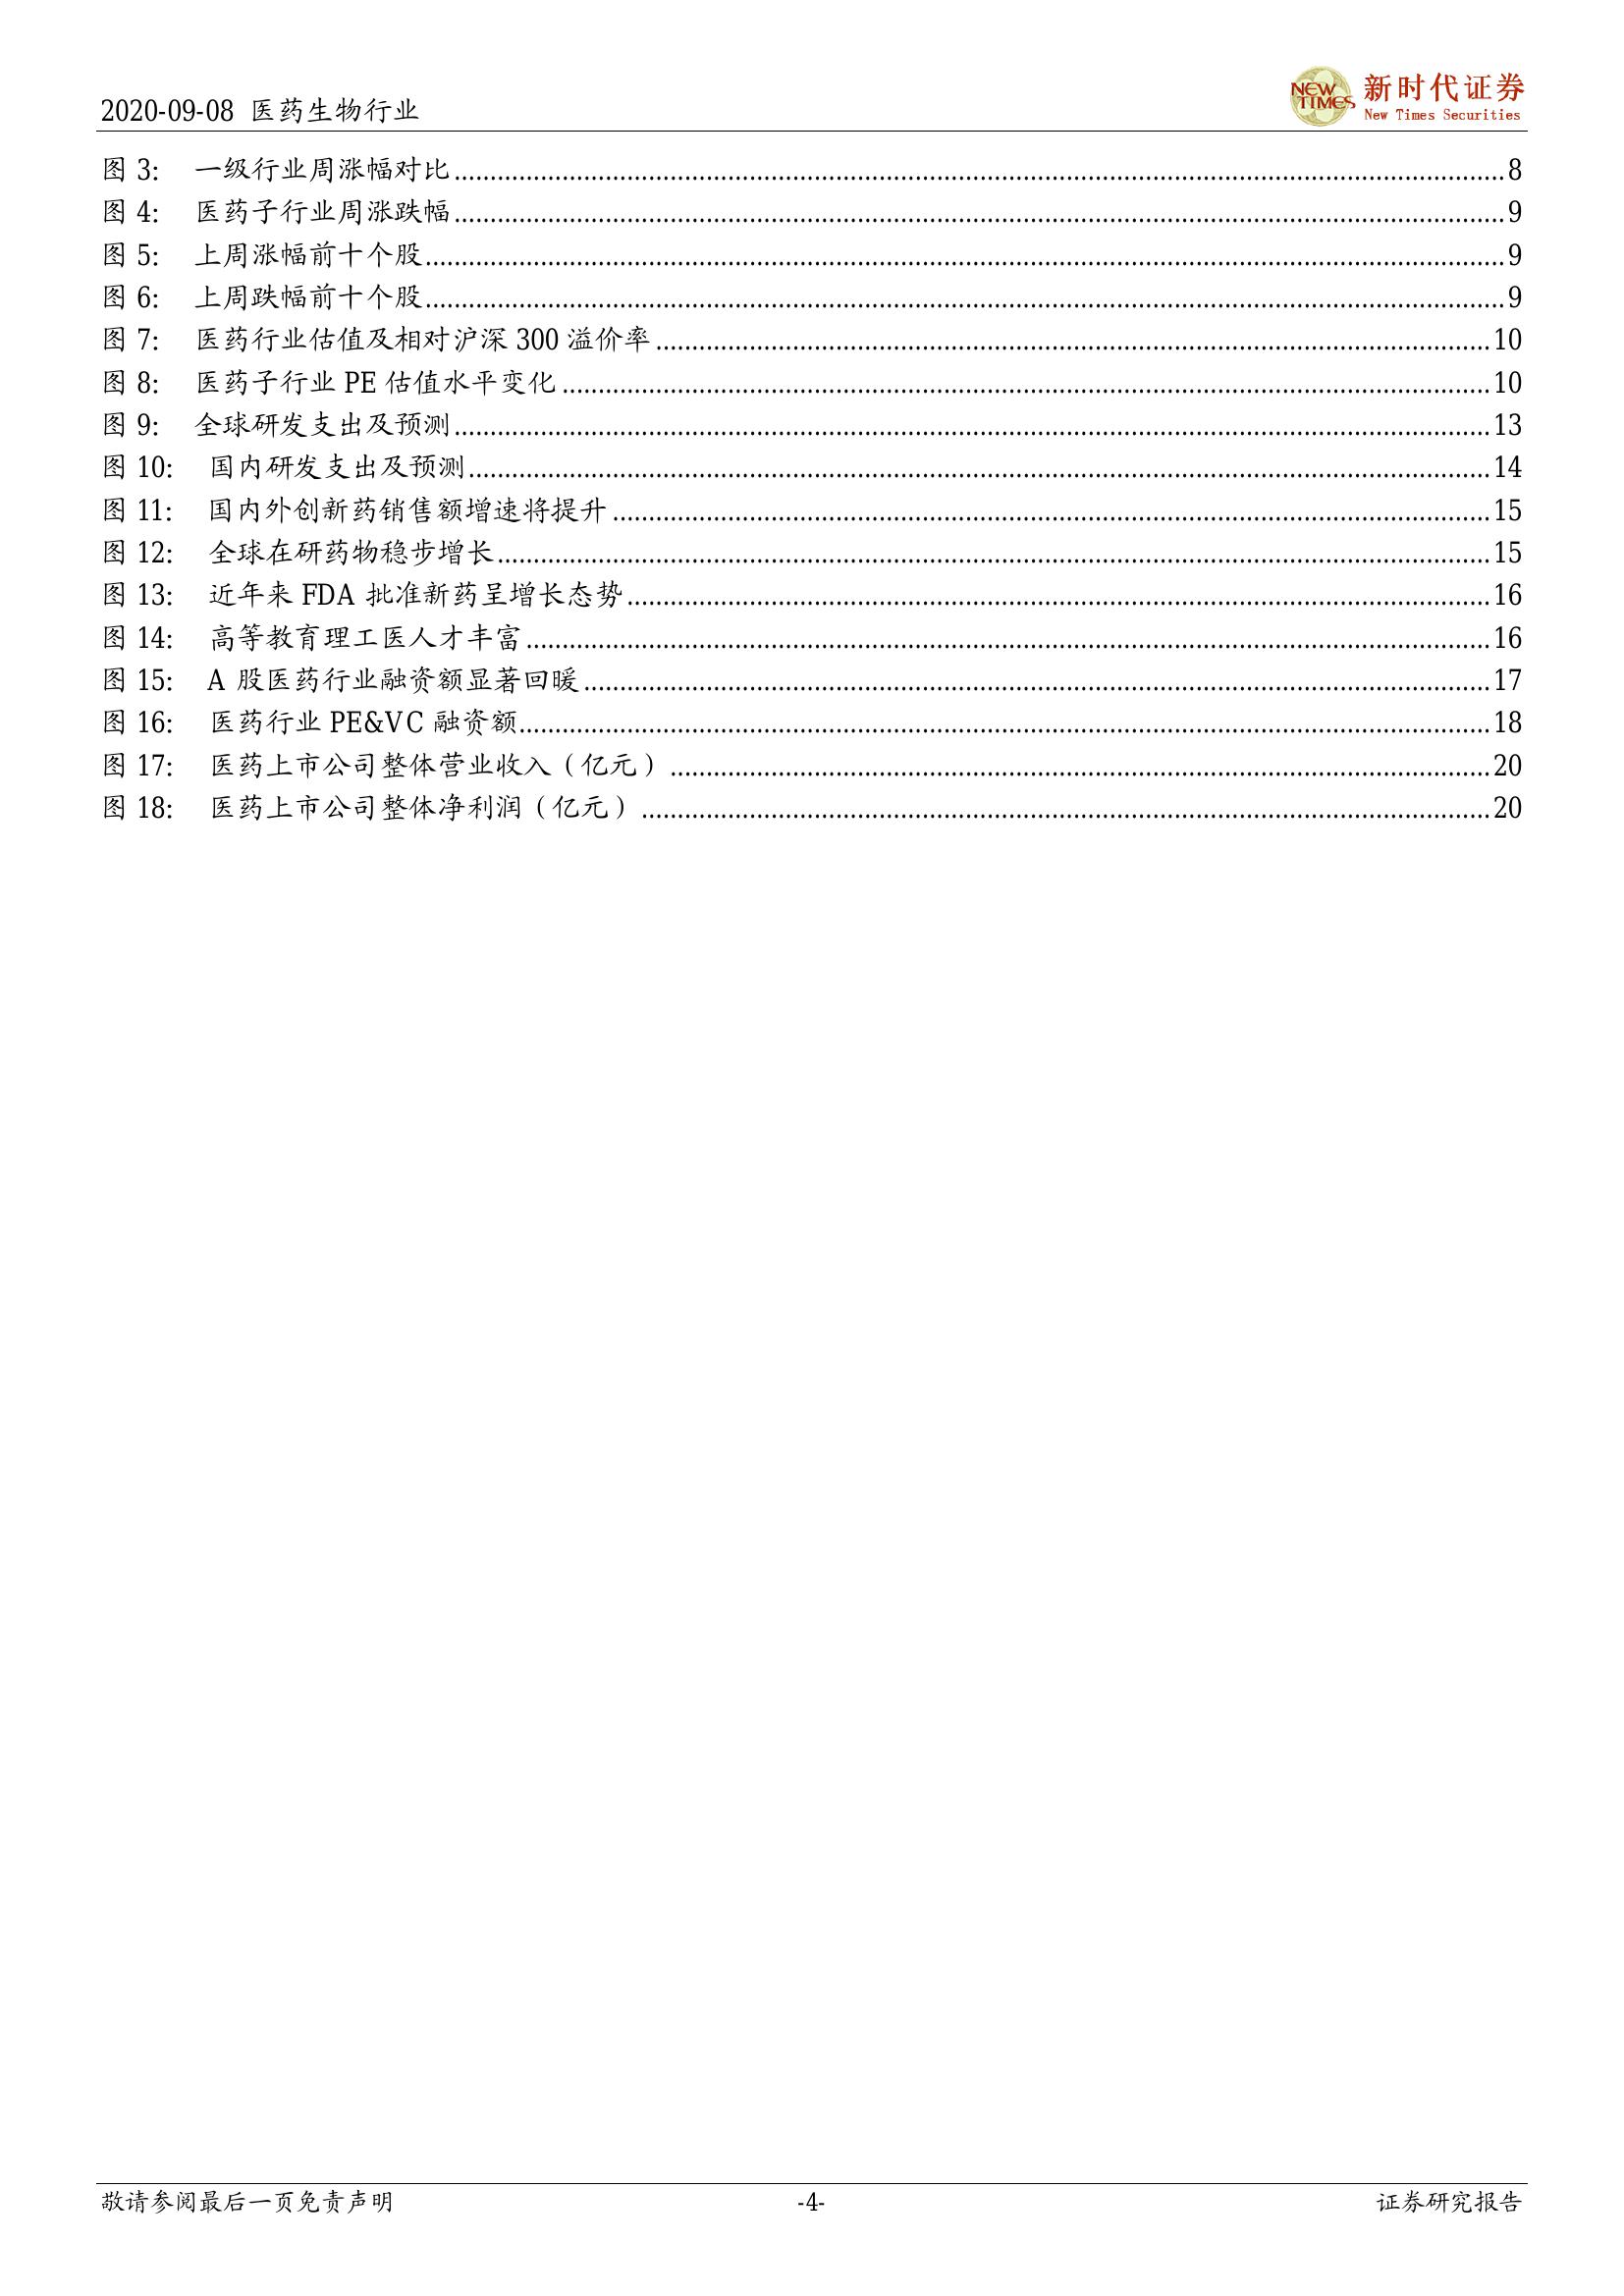 2020-09-08 医药生物行业
NEW TIMES 新时代证券
New Times Securities
图 3: 一级行业周涨幅对比 8
图 4: 医药子行业周涨跌幅 9
图 5: 上周涨幅前十个股 9
图 6: 上周跌幅前十个股 9
图 7: 医药行业估值及相对沪深 300 溢价率 10
图 8: 医药子行业 PE 估值水平变化 10
图 9: 全球研发支出及预测 13
图 10: 国内研发支出及预测 14
图 11: 国内外创新药销售额增速将提升 15
图 12: 全球在研药物稳步增长 15
图 13: 近年来 FDA 批准新药呈增长态势 16
图 14: 高等教育理工医人才丰富 16
图 15: A 股医药行业融资额显著回暖 17
图 16: 医药行业 PE&VC 融资额 18
图 17: 医药上市公司整体营业收入（亿元） 20
图 18: 医药上市公司整体净利润（亿元） 20
敬请参阅最后一页免责声明 -4- 证券研究报告